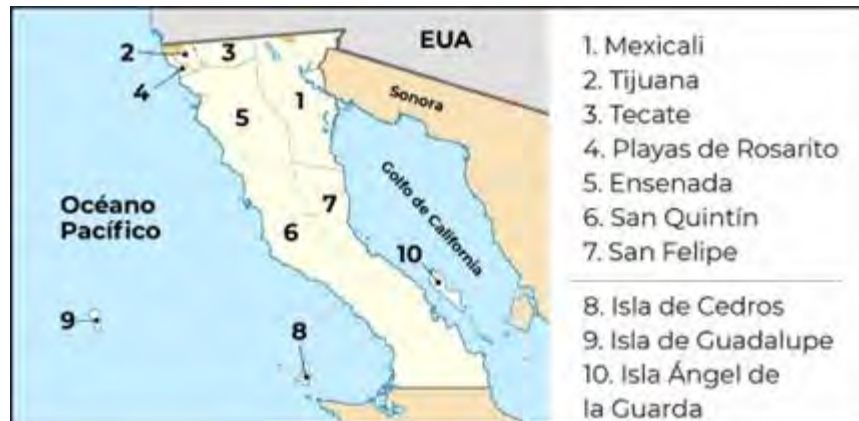 EUA
2
3
4
1
Sonora
5
Golfo de California
Océano
Pacífico
7
6
10
9
8
1. Mexicali
2. Tijuana
3. Tecate
4. Playas de Rosarito
5. Ensenada
6. San Quintín
7. San Felipe
8. Isla de Cedros
9. Isla de Guadalupe
10. Isla Ángel de
la Guarda